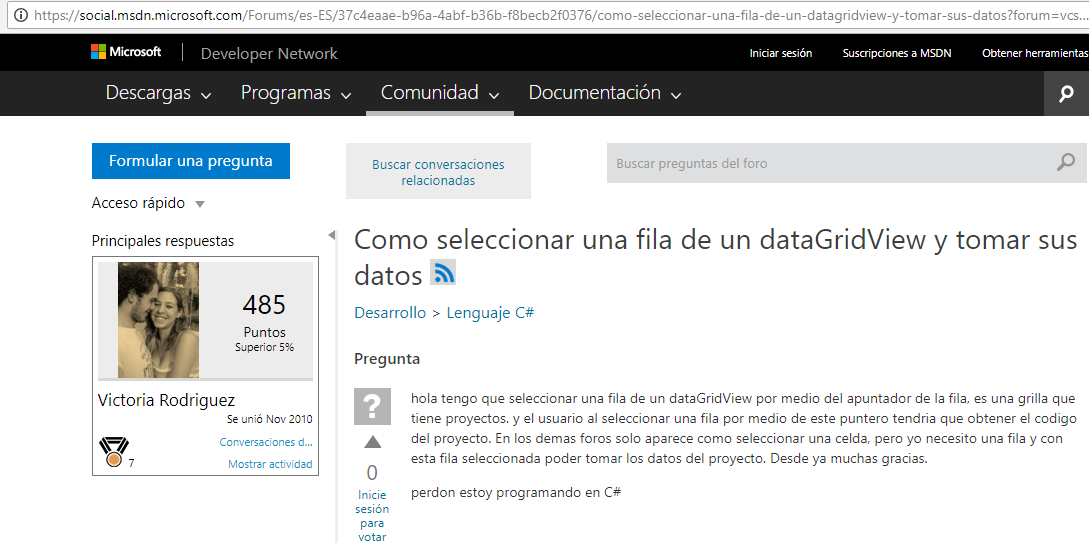 https://social.msdn.microsoft.com/Forums/es-ES/37c4eaae-b96a-4abf-b36b-f8becb2f0376/como-seleccionar-una-fila-de-un-datagridview-y-tomar-sus-datos?forum=vcs...
Microsoft Developer Network
Iniciar sesión Suscripciones a MSDN Obtener herramientas
Descargas Programas Comunidad Documentación
Formular una pregunta
Buscar conversaciones
relacionadas
Buscar preguntas del foro
Acceso rápido
Principales respuestas
485
Puntos
Superior 5%
Victoria Rodriguez
Se unió Nov 2010
7
Conversaciones d...
Mostrar actividad
Como seleccionar una fila de un dataGridView y tomar sus
datos
Desarrollo > Lenguaje C#
Pregunta
?
0
Inicie
sesión
para
votar
hola tengo que seleccionar una fila de un dataGridView por medio del apuntador de la fila, es una grilla que
tiene proyectos. y el usuario al seleccionar una fila por medio de este puntero tendria que obtener el codigo
del proyecto. En los demas foros solo aparece como seleccionar una celda, pero yo necesito una fila y con
esta fila seleccionada poder tomar los datos del proyecto. Desde ya muchas gracias.
perdon estoy programando en C#